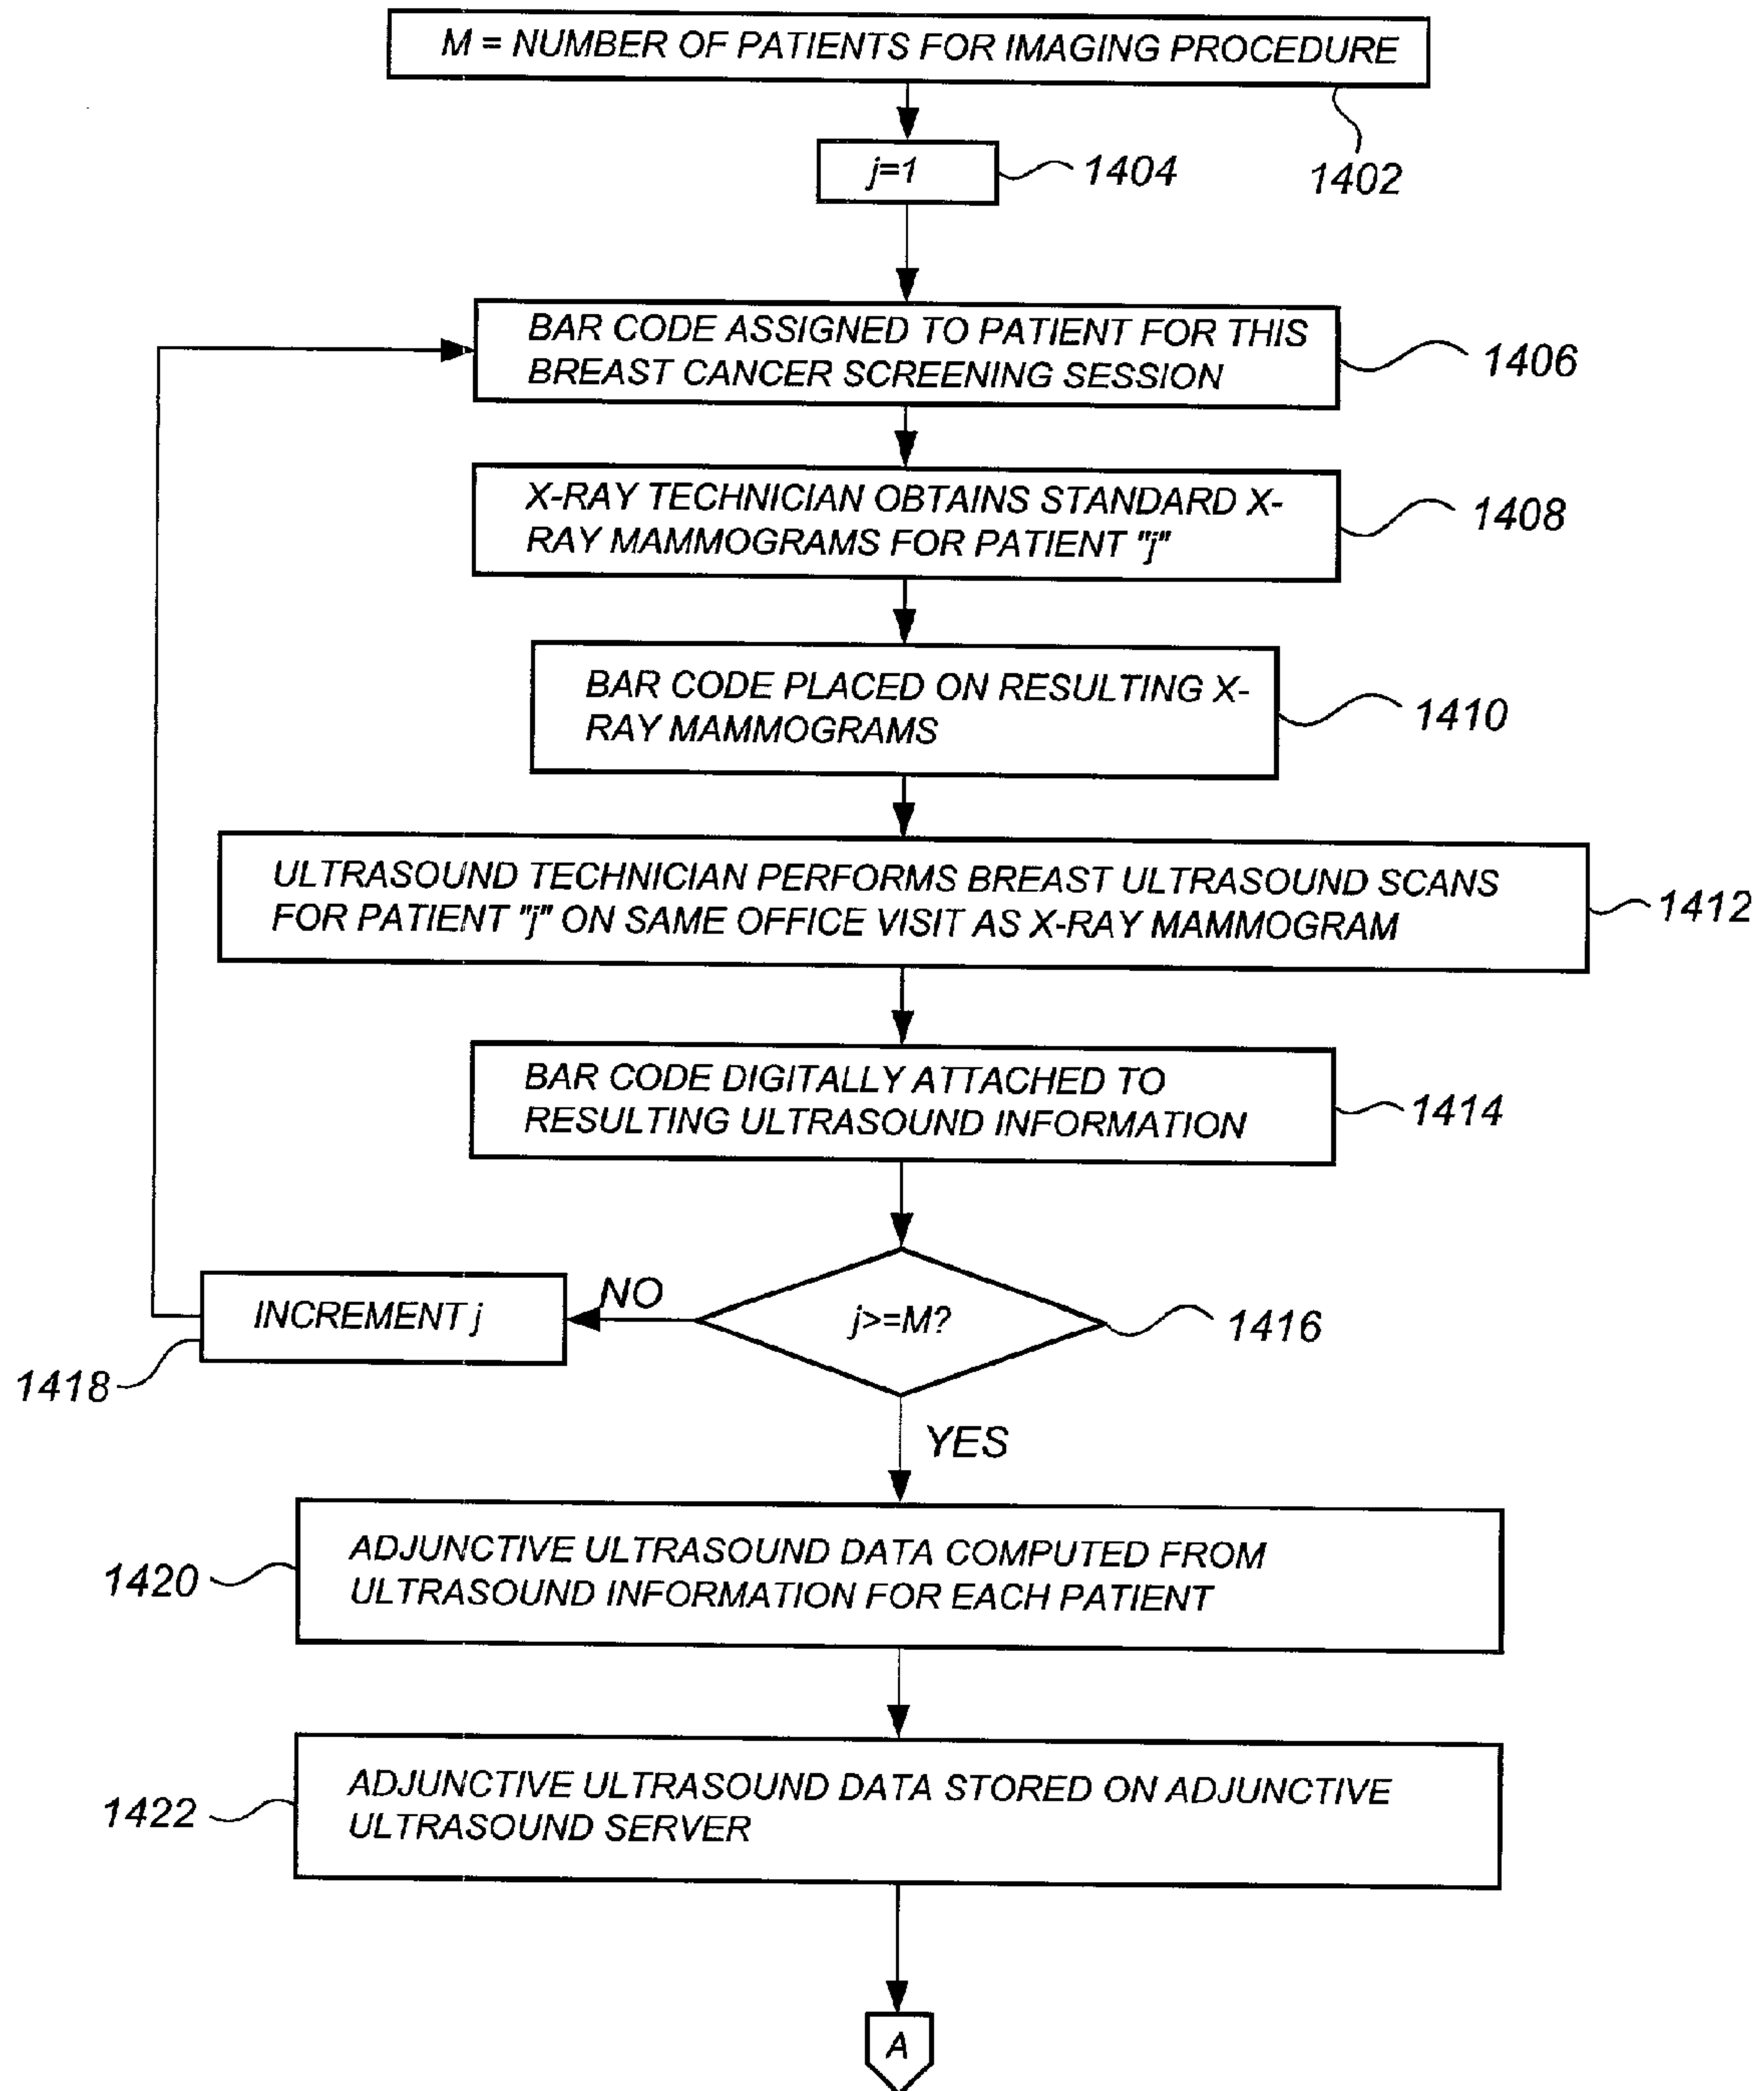 M = NUMBER OF PATIENTS FOR IMAGING PROCEDURE
1402
j=1
1404
BAR CODE ASSIGNED TO PATIENT FOR THIS
BREAST CANCER SCREENING SESSION
1406
X-RAY TECHNICIAN OBTAINS STANDARD X-
RAY MAMMOGRAMS FOR PATIENT "j"
1408
BAR CODE PLACED ON RESULTING X-
RAY MAMMOGRAMS
1410
ULTRASOUND TECHNICIAN PERFORMS BREAST ULTRASOUND SCANS
FOR PATIENT "j" ON SAME OFFICE VISIT AS X-RAY MAMMOGRAM
1412
BAR CODE DIGITALLY ATTACHED TO
RESULTING ULTRASOUND INFORMATION
1414
j>=M?
1416
NO
INCREMENT j
1418
YES
ADJUNCTIVE ULTRASOUND DATA COMPUTED FROM
ULTRASOUND INFORMATION FOR EACH PATIENT
1420
ADJUNCTIVE ULTRASOUND DATA STORED ON ADJUNCTIVE
ULTRASOUND SERVER
1422
A